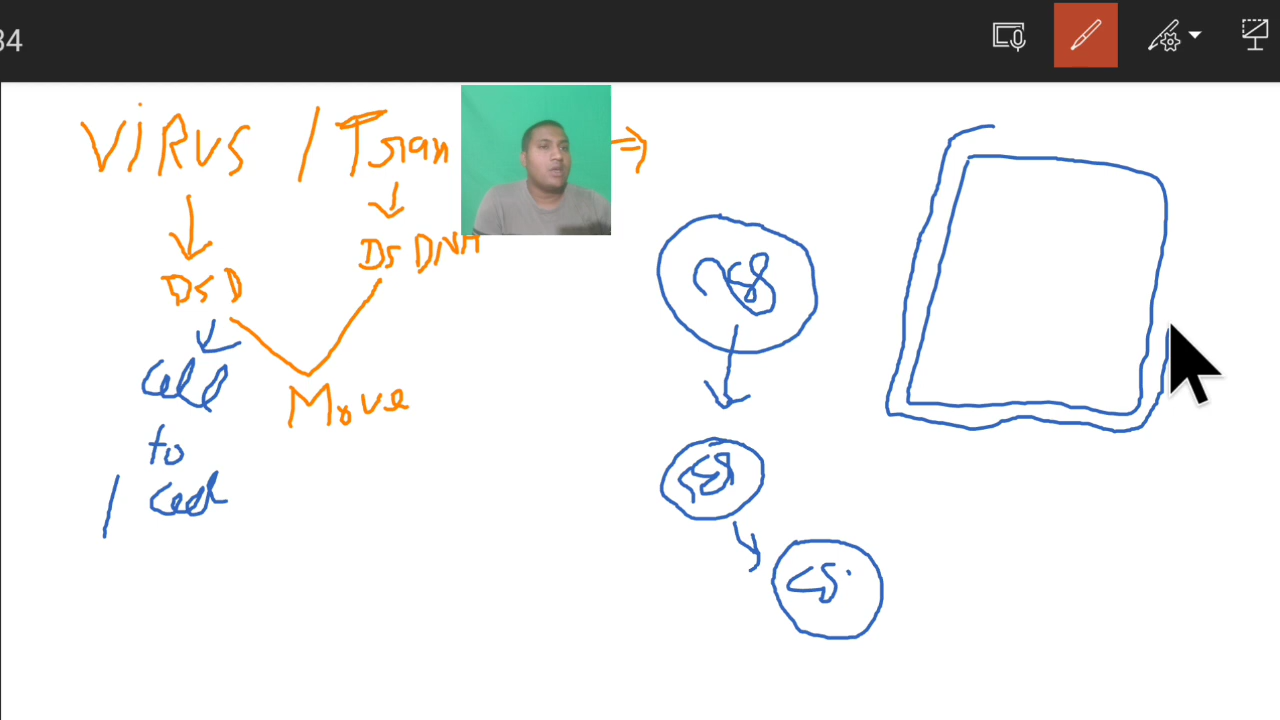 34
VIRUS / Tran
⇒
DSD
DS DNA
Move
cell
to
/ cell